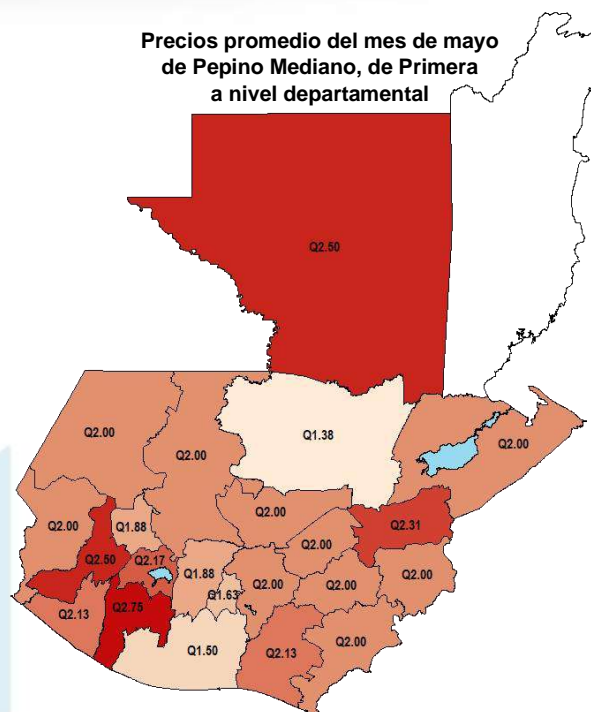 Precios promedio del mes de mayo
de Pepino Mediano, de Primera
a nivel departamental
Q2.50
Q2.00
Q2.00
Q1.38
Q2.00
Q2.00
Q1.88
Q2.00
Q2.31
Q2.00
Q2.50
Q2.17
Q1.88
Q2.00
Q2.00
Q2.00
Q1.63
Q2.13
Q2.75
Q1.50
Q2.13
Q2.00